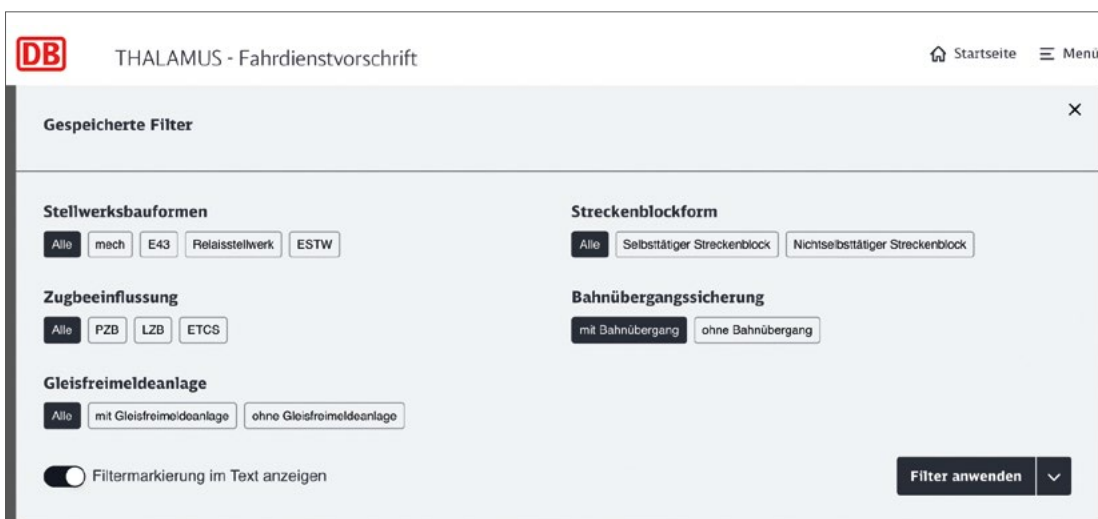 DB THALAMUS - Fahrdienstvorschrift Startseite Menü
Gespeicherte Filter
Stellwerksbauformen
Alle mech E43 Relaisstellwerk ESTW
Streckenblockform
Alle Selbsttätiger Streckenblock Nichtselbsttätiger Streckenblock
Zugbeeinflussung
Alle PZB LZB ETCS
Bahnübergangssicherung
mit Bahnübergang ohne Bahnübergang
Gleisfreimeldeanlage
Alle mit Gleisfreimeldeanlage ohne Gleisfreimeldeanlage
Filtermarkierung im Text anzeigen
Filter anwenden